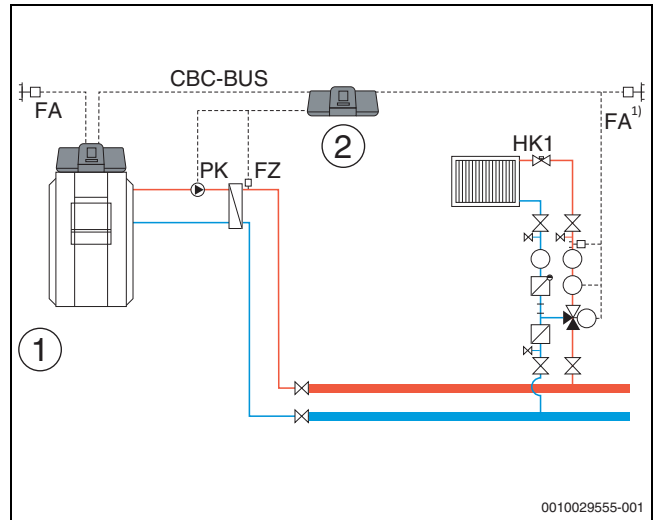 CBC-BUS
FA
FA1)
2
HK1
PK
FZ
1
0010029555-001